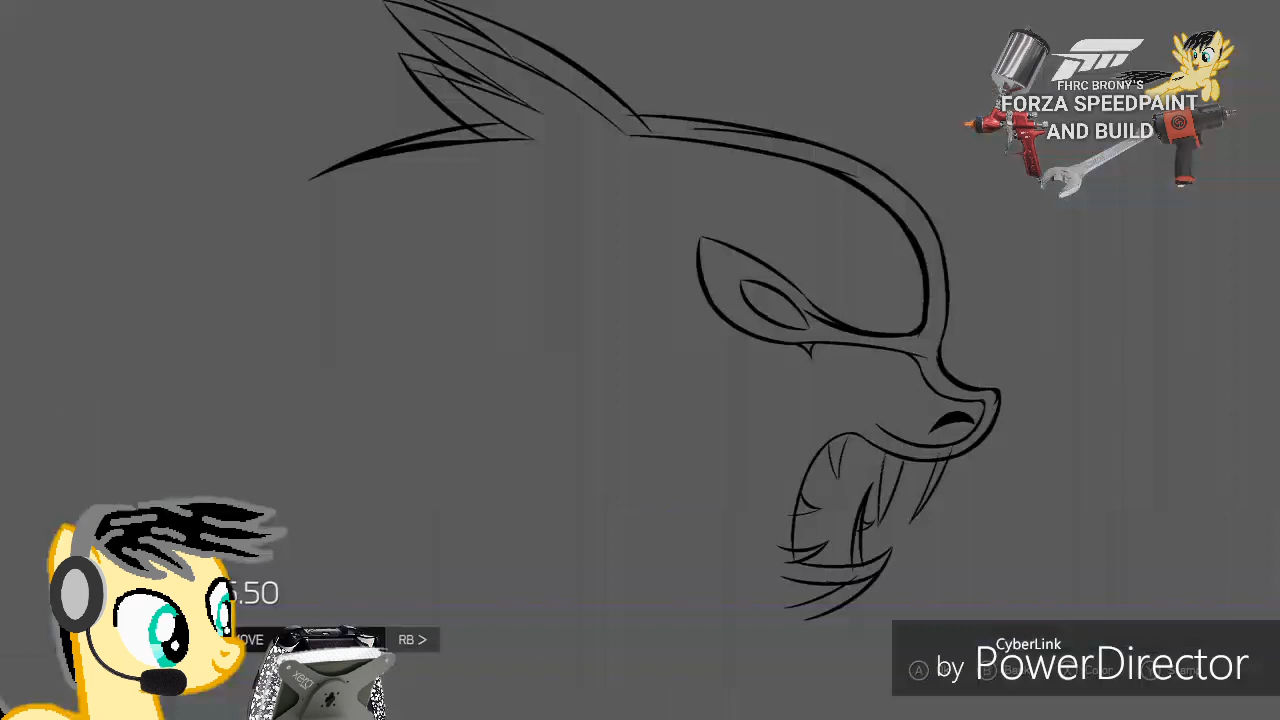 FHRC BRONY'S
FORZA SPEEDPAINT
AND BUILD
.50
RB >
CyberLink
by PowerDirector